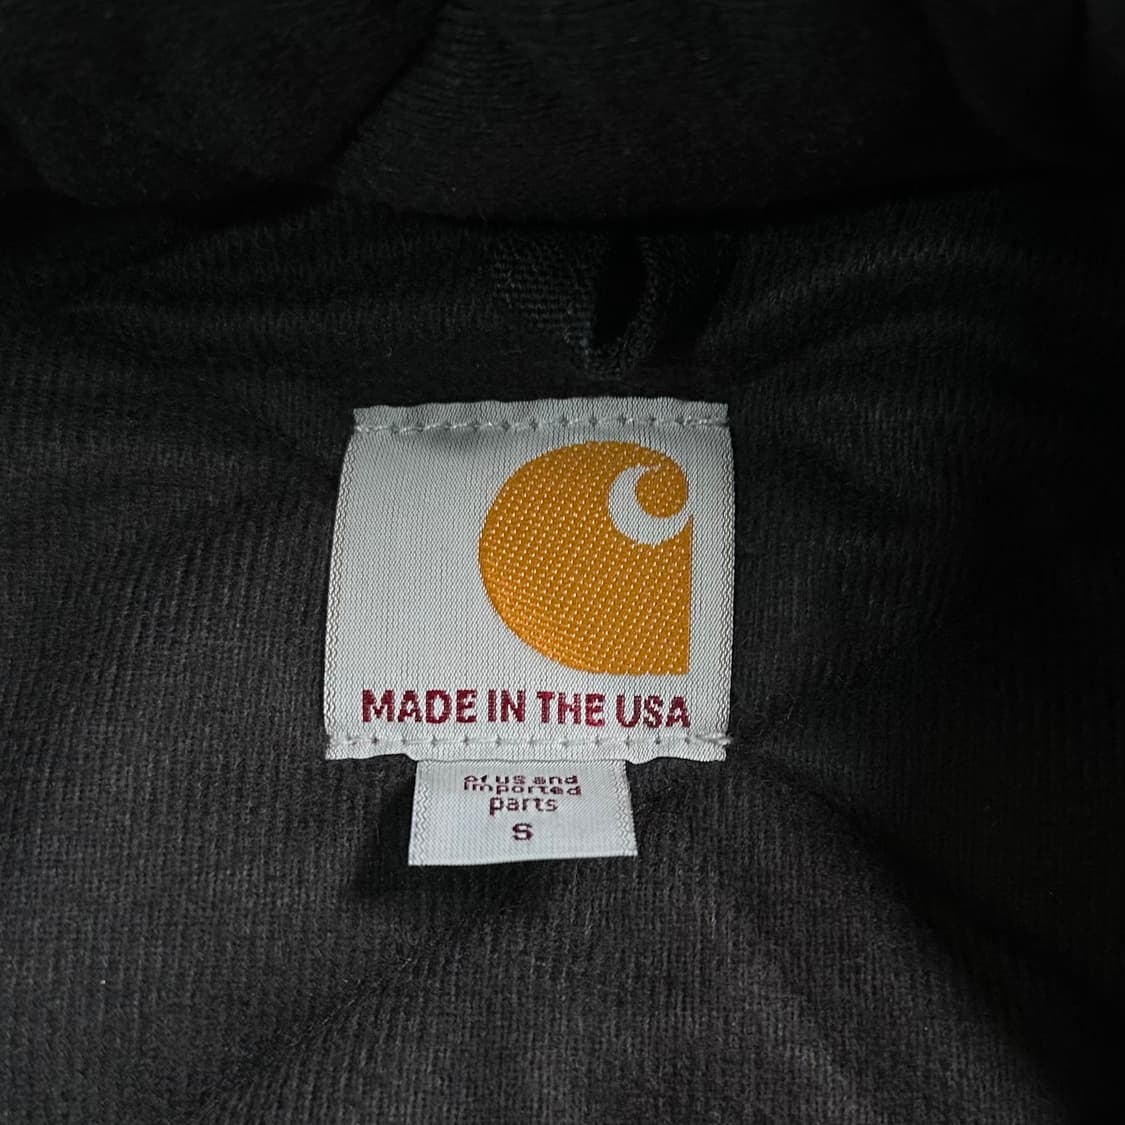 MADE IN THE USA
of us and
imported
parts
S